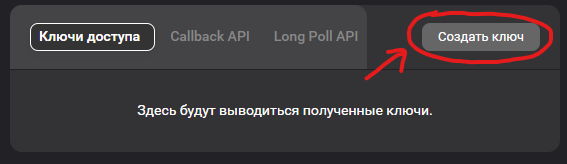 Ключи доступа Callback API Long Poll API Создать ключ
Здесь будут выводиться полученные ключи.